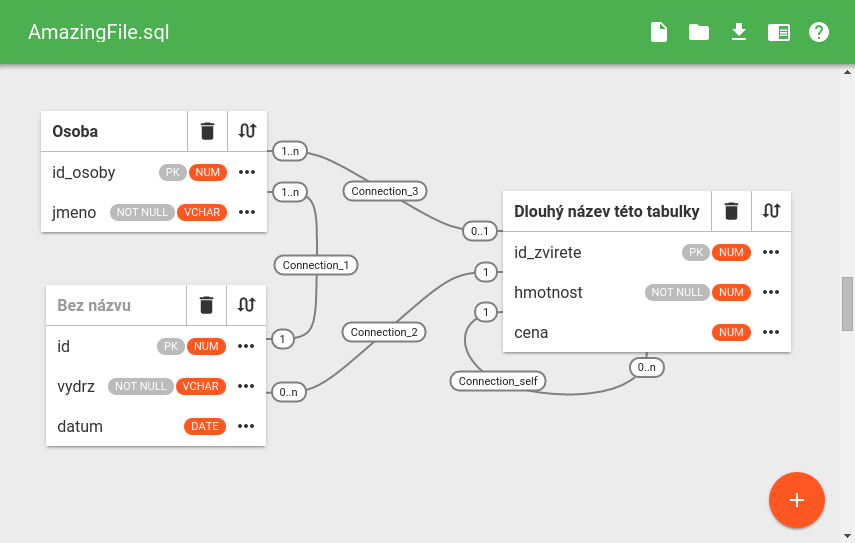 AmazingFile.sql
Osoba
id_osoby PK NUM
jmeno NOT NULL VCHAR
1..n
1..n
Connection_3
0..1
Connection_1
Dlouhý název této tabulky
id_zvirete PK NUM
hmotnost NOT NULL NUM
cena NUM
1
1
Bez názvu
id PK NUM
vydrz NOT NULL VCHAR
datum DATE
1
0..n
Connection_2
Connection_self
0..n